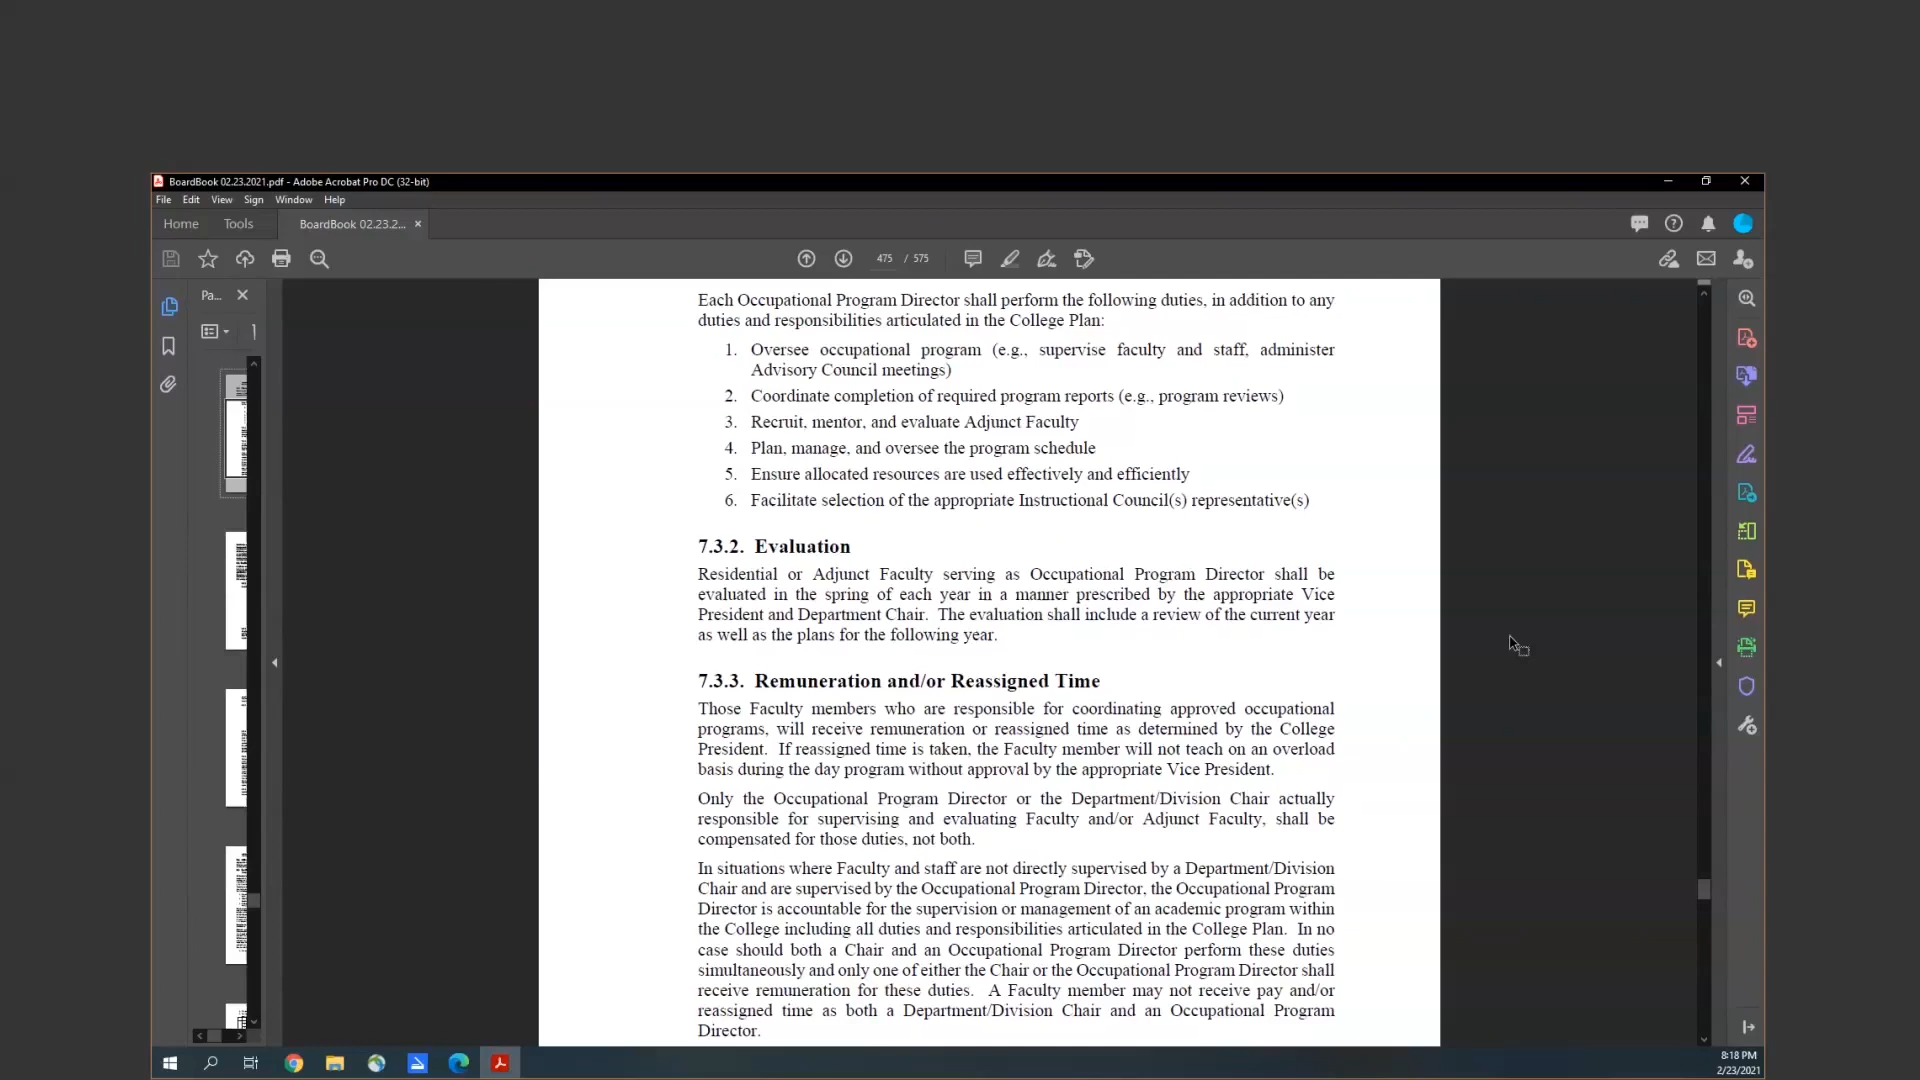 BoardBook 02.23.2021.pdf - Adobe Acrobat Pro DC (32-bit)
File Edit View Sign Window Help
Home Tools BoardBook 02.23.2... ×
475 / 575
Pa...
Each Occupational Program Director shall perform the following duties, in addition to any
duties and responsibilities articulated in the College Plan:
1. Oversee occupational program (e.g., supervise faculty and staff, administer
Advisory Council meetings)
2. Coordinate completion of required program reports (e.g., program reviews)
3. Recruit, mentor, and evaluate Adjunct Faculty
4. Plan, manage, and oversee the program schedule
5. Ensure allocated resources are used effectively and efficiently
6. Facilitate selection of the appropriate Instructional Council(s) representative(s)
7.3.2. Evaluation
Residential or Adjunct Faculty serving as Occupational Program Director shall be
evaluated in the spring of each year in a manner prescribed by the appropriate Vice
President and Department Chair. The evaluation shall include a review of the current year
as well as the plans for the following year.
7.3.3. Remuneration and/or Reassigned Time
Those Faculty members who are responsible for coordinating approved occupational
programs, will receive remuneration or reassigned time as determined by the College
President. If reassigned time is taken, the Faculty member will not teach on an overload
basis during the day program without approval by the appropriate Vice President.
Only the Occupational Program Director or the Department/Division Chair actually
responsible for supervising and evaluating Faculty and/or Adjunct Faculty, shall be
compensated for those duties, not both.
In situations where Faculty and staff are not directly supervised by a Department/Division
Chair and are supervised by the Occupational Program Director, the Occupational Program
Director is accountable for the supervision or management of an academic program within
the College including all duties and responsibilities articulated in the College Plan. In no
case should both a Chair and an Occupational Program Director perform these duties
simultaneously and only one of either the Chair or the Occupational Program Director shall
receive remuneration for these duties. A Faculty member may not receive pay and/or
reassigned time as both a Department/Division Chair and an Occupational Program
Director.
8:18 PM
2/23/2021